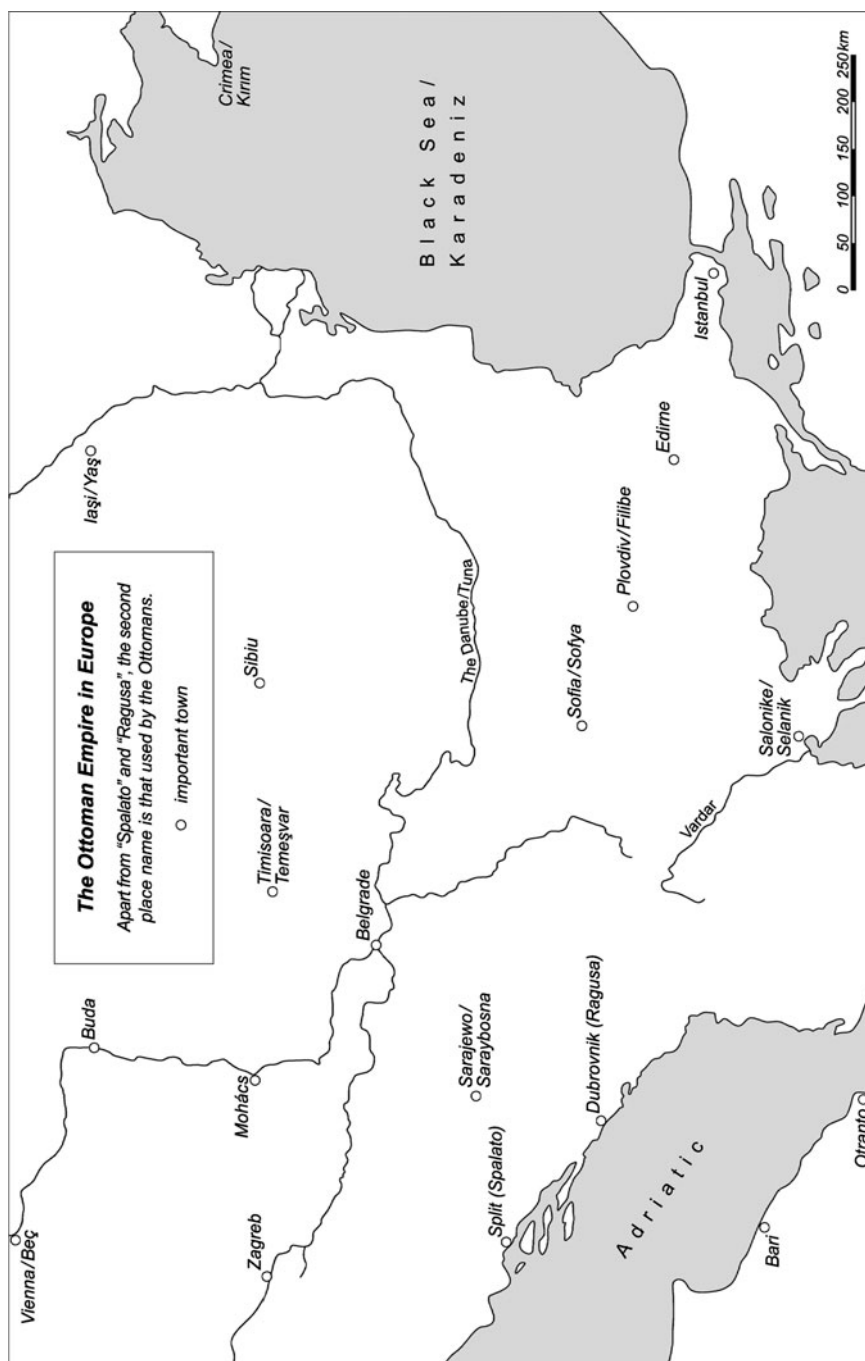 The Ottoman Empire in Europe
Apart from "Spalato" and "Ragusa", the second
place name is that used by the Ottomans.
important town
Vienna/Beç
Buda
Iaşi/Yaş
Crimea/
Kırım
Zagreb
Mohács
Timisoara/
Temeşvar
Sibiu
Belgrade
The Danube/Tuna
Black Sea/
Karadeniz
Sarajewo/
Saraybosna
Split (Spalato)
Dubrovnik (Ragusa)
Sofia/Sofya
Plovdiv/Filibe
Edirne
Istanbul
Adriatic
Vardar
Salonike/
Selanik
Bari
Otranto
0 50 100 150 200 250 km